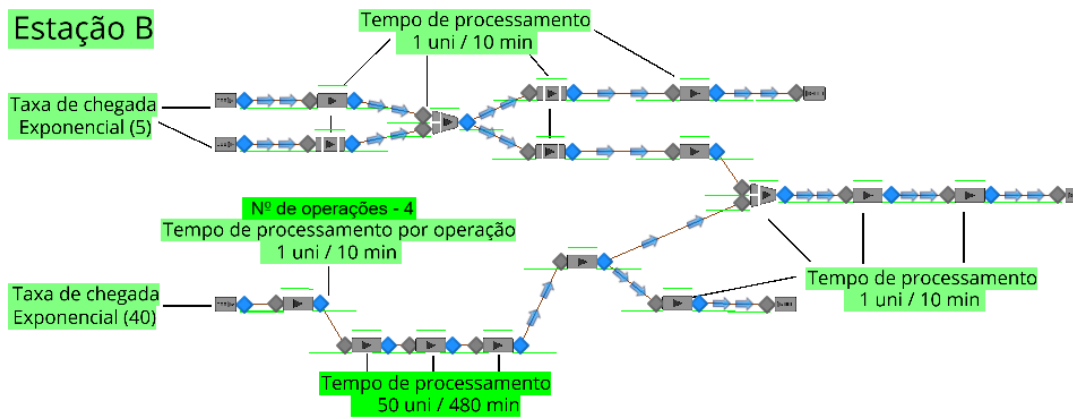 Estação B
Tempo de processamento
1 uni / 10 min
Taxa de chegada
Exponencial (5)
Nº de operações - 4
Tempo de processamento por operação
1 uni / 10 min
Taxa de chegada
Exponencial (40)
Tempo de processamento
1 uni / 10 min
Tempo de processamento
50 uni / 480 min